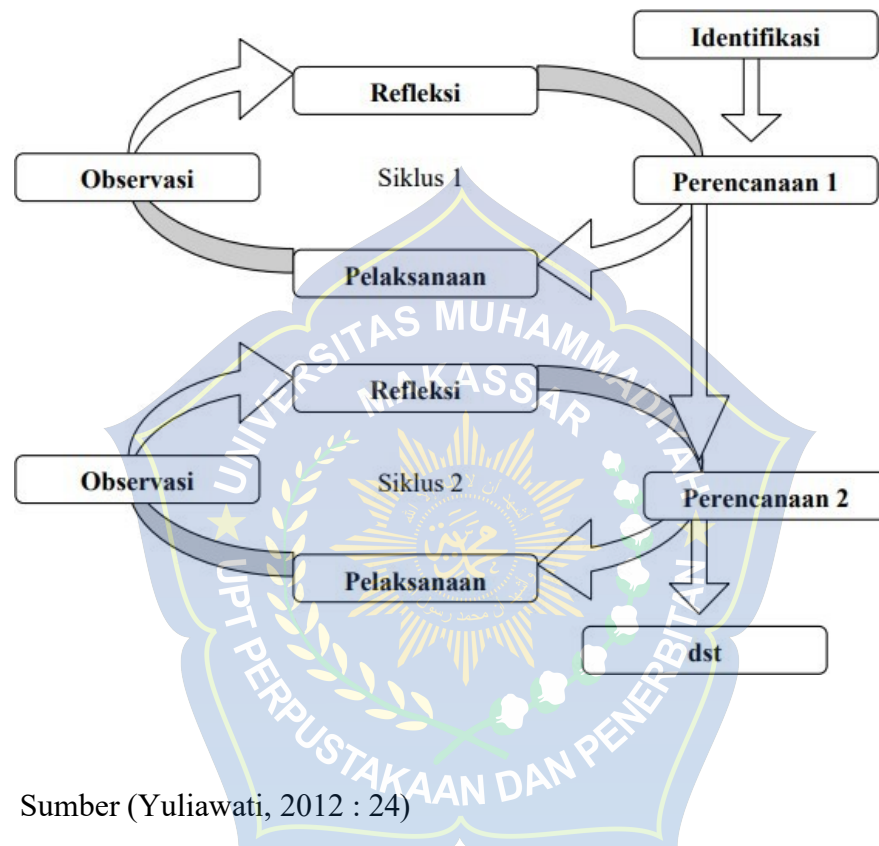 Identifikasi
Refleksi
Observasi
Siklus 1
Perencanaan 1
Pelaksanaan
UNIVERSITAS MUHAMMADIYAH
MAKASSAR
Refleksi
Observasi
Siklus 2
Perencanaan 2
Pelaksanaan
dst
UPT PERPUSTAKAAN DAN PENERBITAN
Sumber (Yuliawati, 2012 : 24)